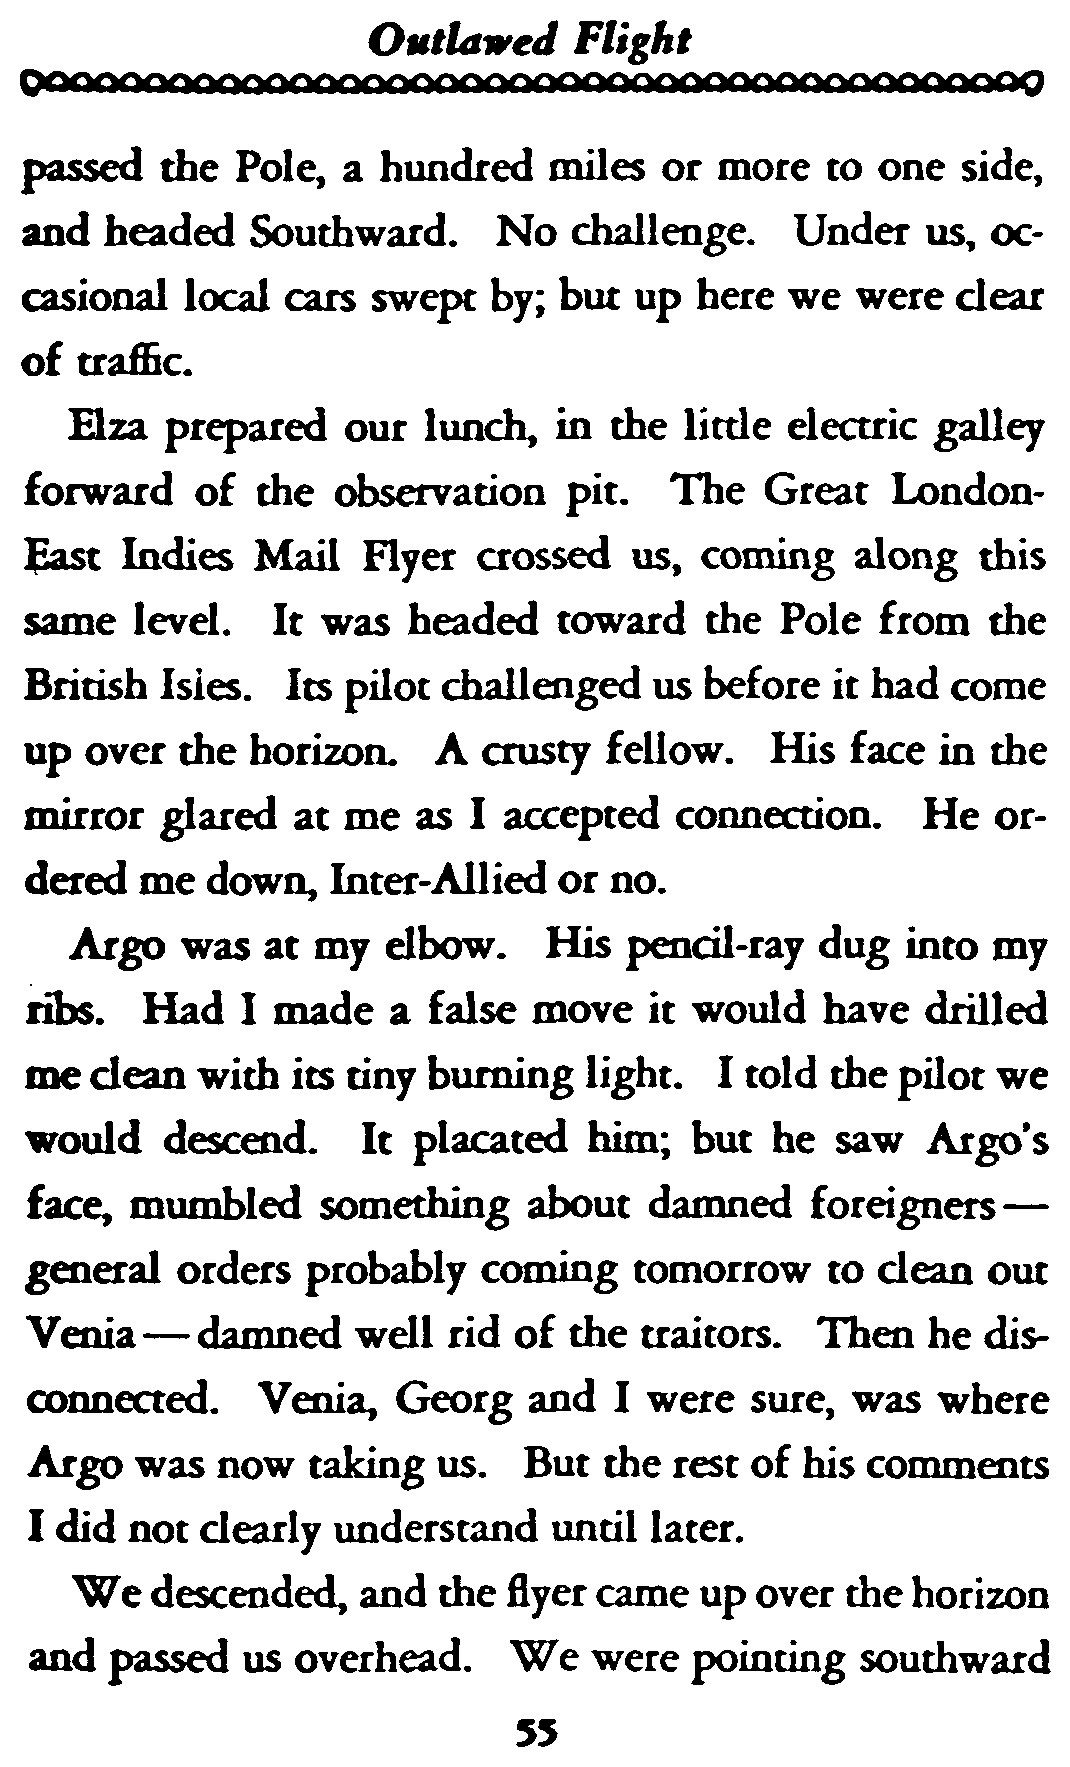 Outlawed Flight
passed the Pole, a hundred miles or more to one side,
and headed Southward. No challenge. Under us, oc-
casional local cars swept by; but up here we were clear
of traffic.
Elza prepared our lunch, in the little electric galley
forward of the observation pit. The Great London-
East Indies Mail Flyer crossed us, coming along this
same level. It was headed toward the Pole from the
British Isles. Its pilot challenged us before it had come
up over the horizon. A crusty fellow. His face in the
mirror glared at me as I accepted connection. He or-
dered me down, Inter-Allied or no.
Argo was at my elbow. His pencil-ray dug into my
ribs. Had I made a false move it would have drilled
me clean with its tiny burning light. I told the pilot we
would descend. It placated him; but he saw Argo's
face, mumbled something about damned foreigners—
general orders probably coming tomorrow to clean out
Venia—damned well rid of the traitors. Then he dis-
connected. Venia, Georg and I were sure, was where
Argo was now taking us. But the rest of his comments
I did not clearly understand until later.
We descended, and the flyer came up over the horizon
and passed us overhead. We were pointing southward
55